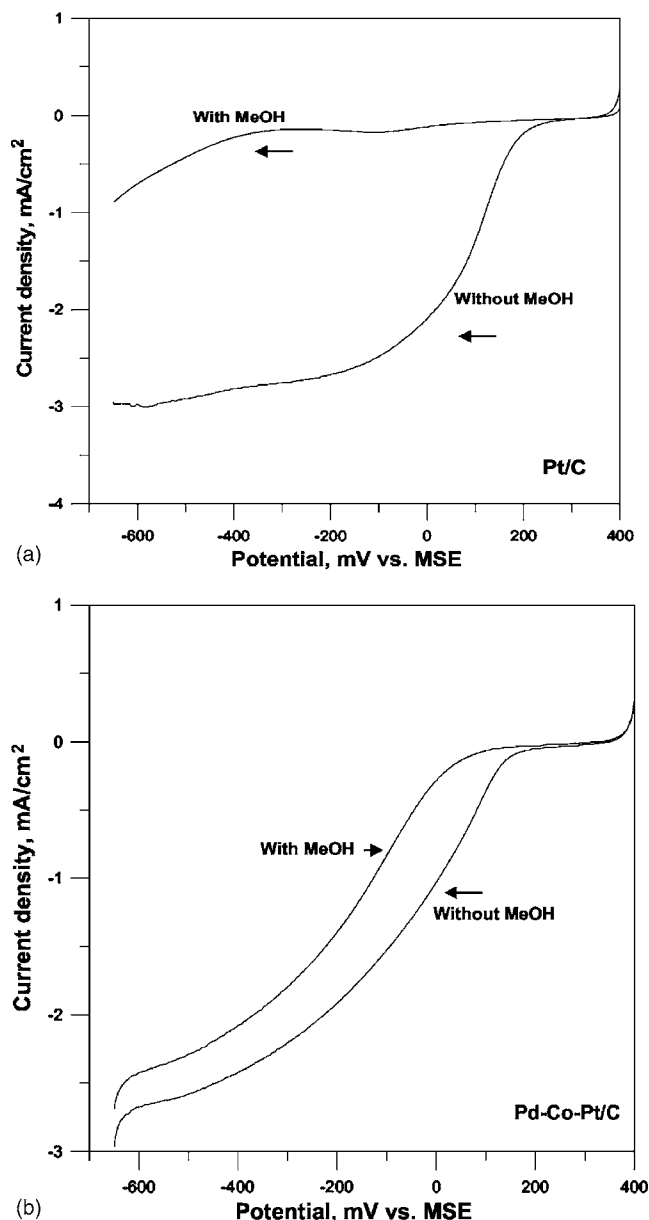 1
0
-1
-2
-3
-4
Current density, mA/cm²
With MeOH
Without MeOH
Pt/C
-600
-400
-200
0
200
400
(a)
Potential, mV vs. MSE
1
0
-1
-2
-3
Current density, mA/cm²
With MeOH
Without MeOH
Pd-Co-Pt/C
-600
-400
-200
0
200
400
(b)
Potential, mV vs. MSE